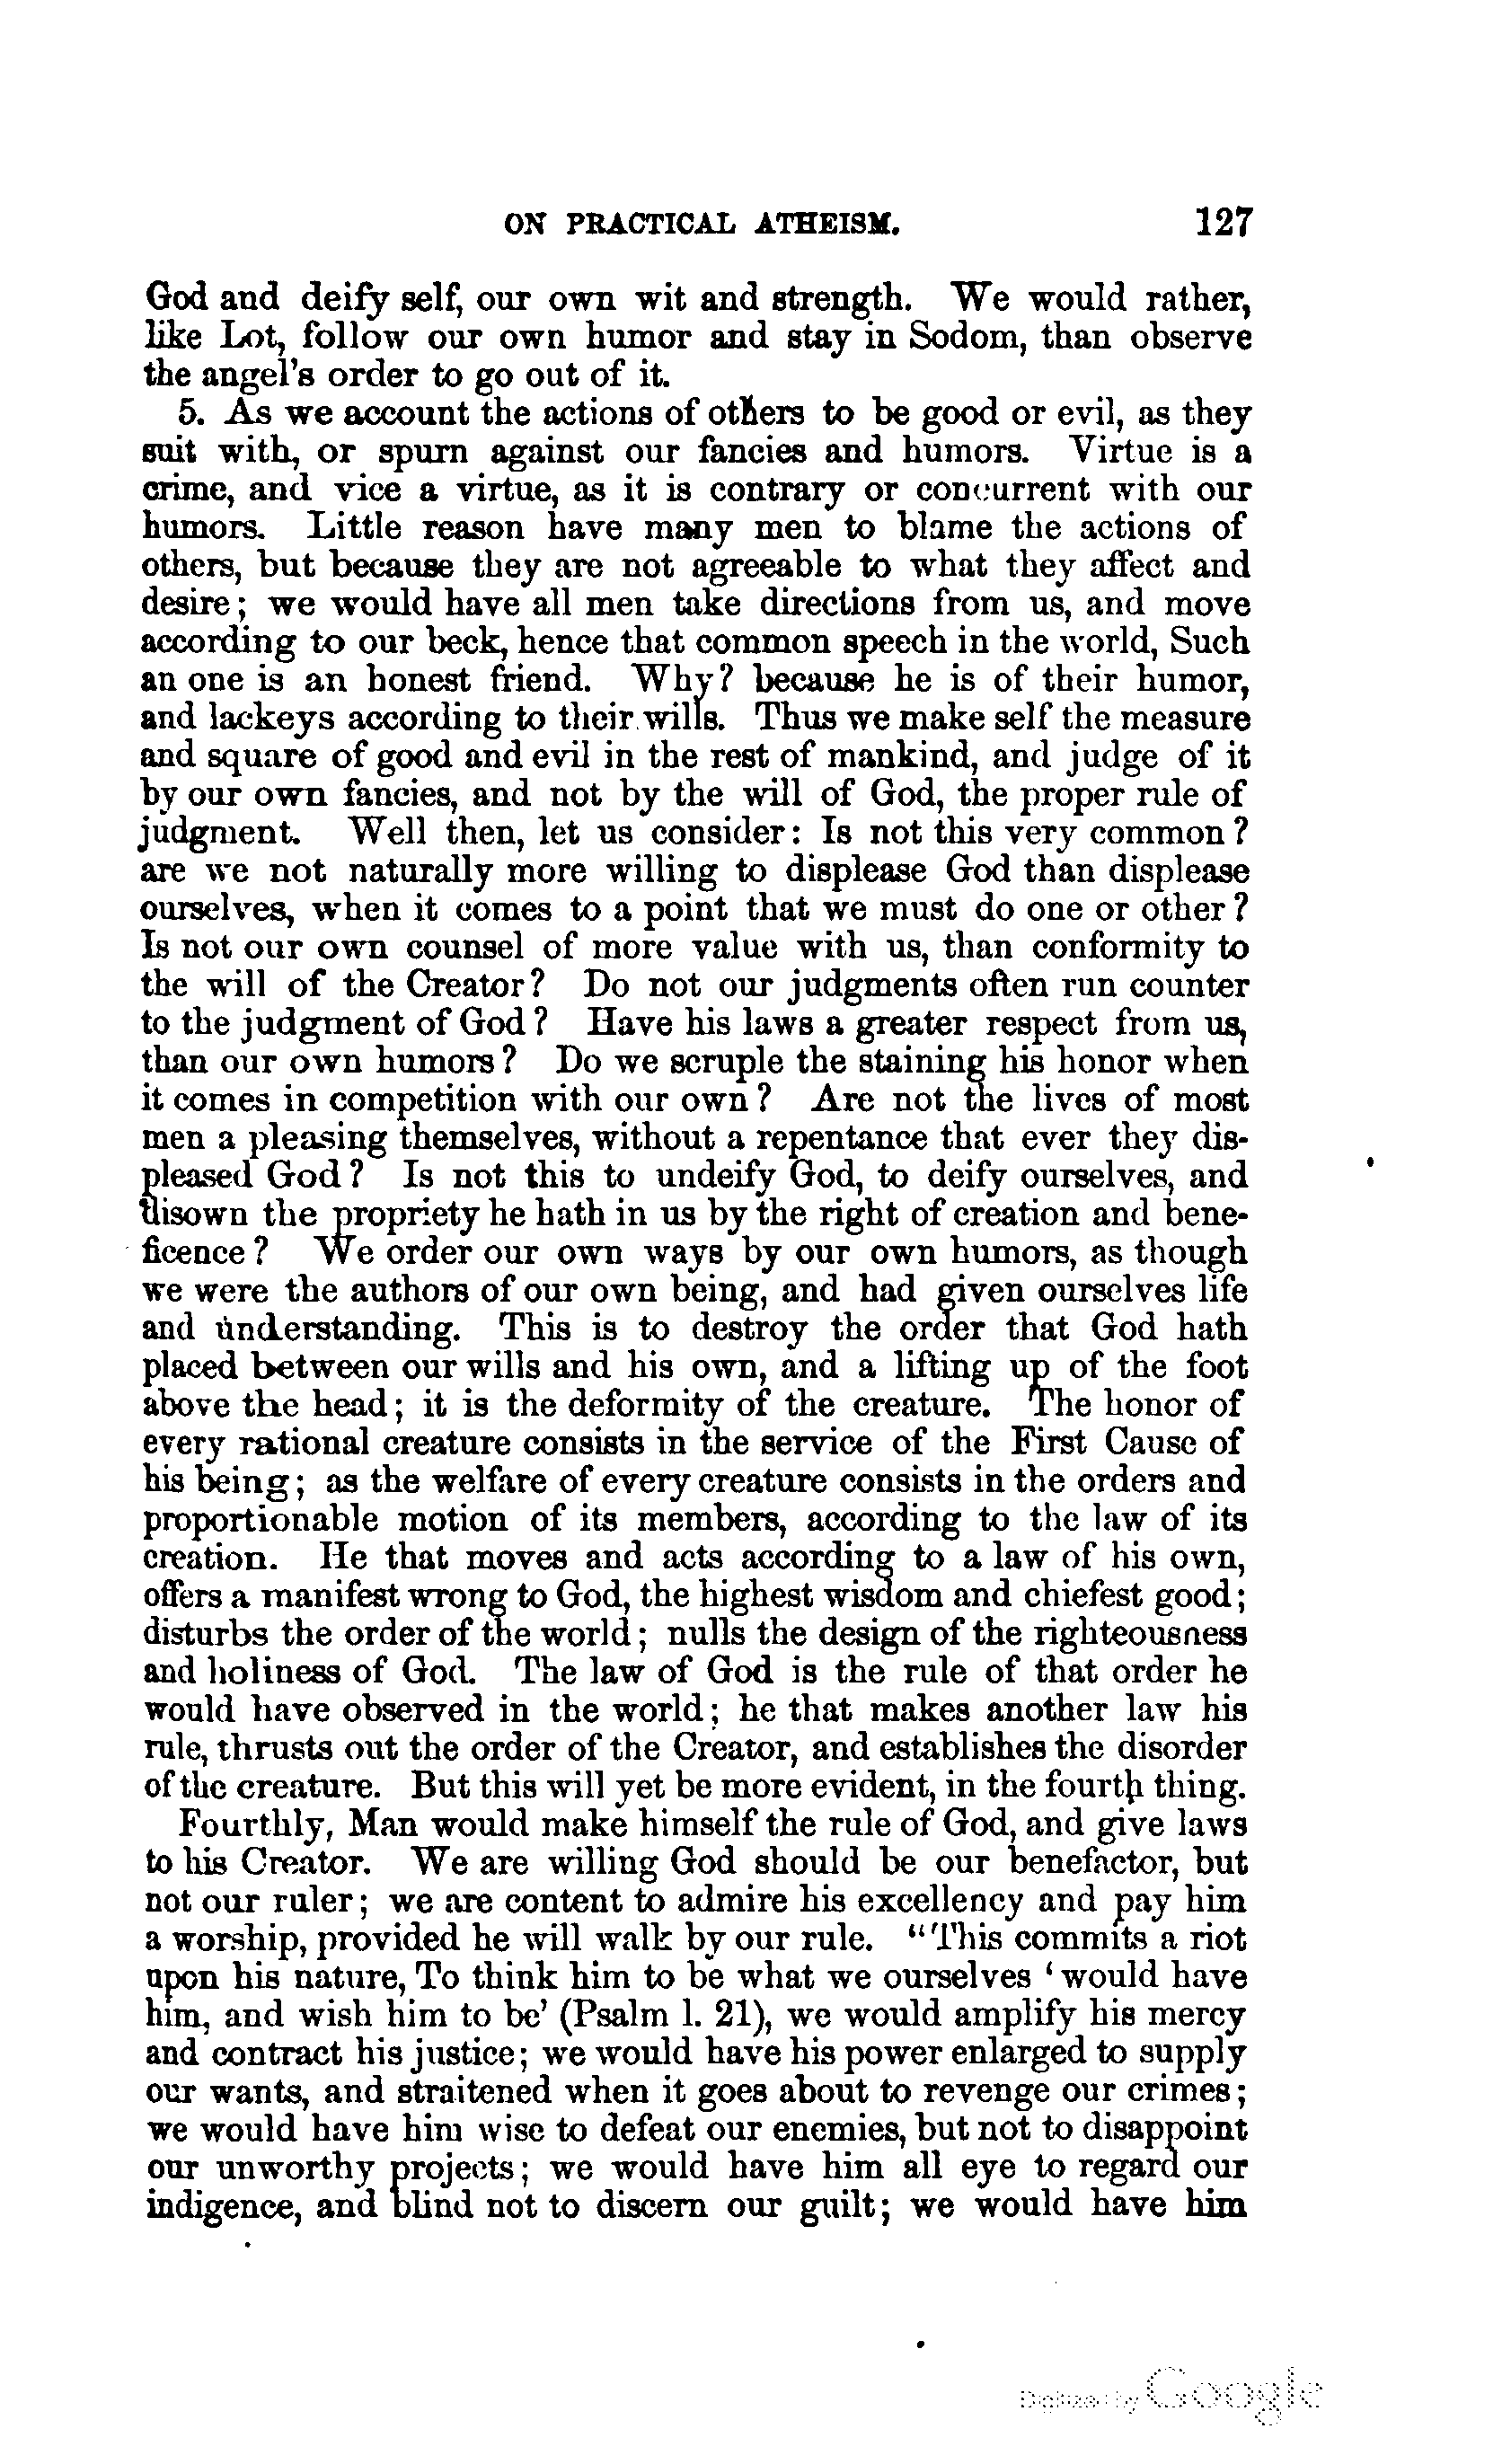 ON PRACTICAL ATHEISM. 127
God and deify self, our own wit and strength. We would rather,
like Lot, follow our own humor and stay in Sodom, than observe
the angel's order to go out of it.
5. As we account the actions of others to be good or evil, as they
suit with, or spurn against our fancies and humors. Virtue is a
crime, and vice a virtue, as it is contrary or concurrent with our
humors. Little reason have many men to blame the actions of
others, but because they are not agreeable to what they affect and
desire; we would have all men take directions from us, and move
according to our beck, hence that common speech in the world, Such
an one is an honest friend. Why? because he is of their humor,
and lackeys according to their wills. Thus we make self the measure
and square of good and evil in the rest of mankind, and judge of it
by our own fancies, and not by the will of God, the proper rule of
judgment. Well then, let us consider: Is not this very common?
are we not naturally more willing to displease God than displease
ourselves, when it comes to a point that we must do one or other?
Is not our own counsel of more value with us, than conformity to
the will of the Creator? Do not our judgments often run counter
to the judgment of God? Have his laws a greater respect from us,
than our own humors? Do we scruple the staining his honor when
it comes in competition with our own? Are not the lives of most
men a pleasing themselves, without a repentance that ever they dis-
pleased God? Is not this to undeify God, to deify ourselves, and
disown the propriety he hath in us by the right of creation and bene-
ficence? We order our own ways by our own humors, as though
we were the authors of our own being, and had given ourselves life
and understanding. This is to destroy the order that God hath
placed between our wills and his own, and a lifting up of the foot
above the head; it is the deformity of the creature. The honor of
every rational creature consists in the service of the First Cause of
his being; as the welfare of every creature consists in the orders and
proportionable motion of its members, according to the law of its
creation. He that moves and acts according to a law of his own,
offers a manifest wrong to God, the highest wisdom and chiefest good;
disturbs the order of the world; nulls the design of the righteousness
and holiness of God. The law of God is the rule of that order he
would have observed in the world; he that makes another law his
rule, thrusts out the order of the Creator, and establishes the disorder
of the creature. But this will yet be more evident, in the fourth thing.
Fourthly, Man would make himself the rule of God, and give laws
to his Creator. We are willing God should be our benefactor, but
not our ruler; we are content to admire his excellency and pay him
a worship, provided he will walk by our rule. "This commits a riot
upon his nature, To think him to be what we ourselves 'would have
him, and wish him to be' (Psalm l. 21), we would amplify his mercy
and contract his justice; we would have his power enlarged to supply
our wants, and straitened when it goes about to revenge our crimes;
we would have him wise to defeat our enemies, but not to disappoint
our unworthy projects; we would have him all eye to regard our
indigence, and blind not to discern our guilt; we would have him
Digitized by Google